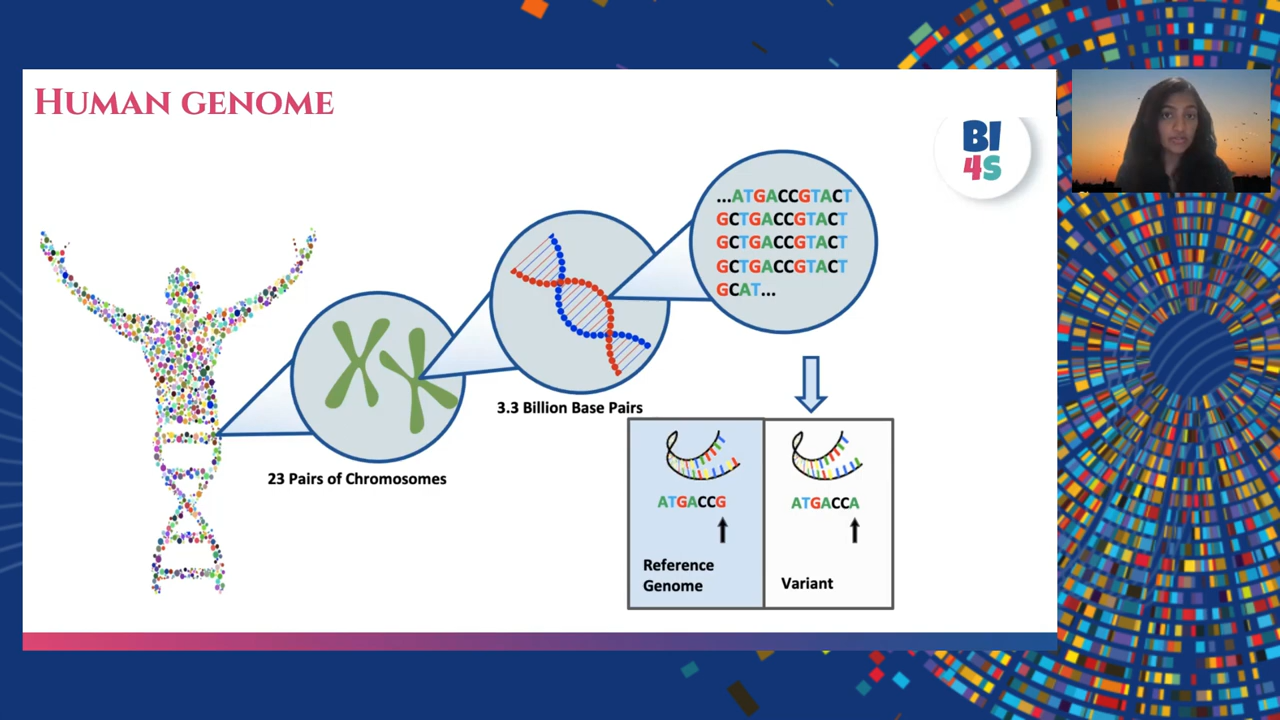 HUMAN GENOME
BI
4S
...ATGACCGTACT
GCTGACCGTACT
GCTGACCGTACT
GCTGACCGTACT
GCAT...
3.3 Billion Base Pairs
23 Pairs of Chromosomes
ATGACCG
Reference
Genome
ATGACCA
Variant